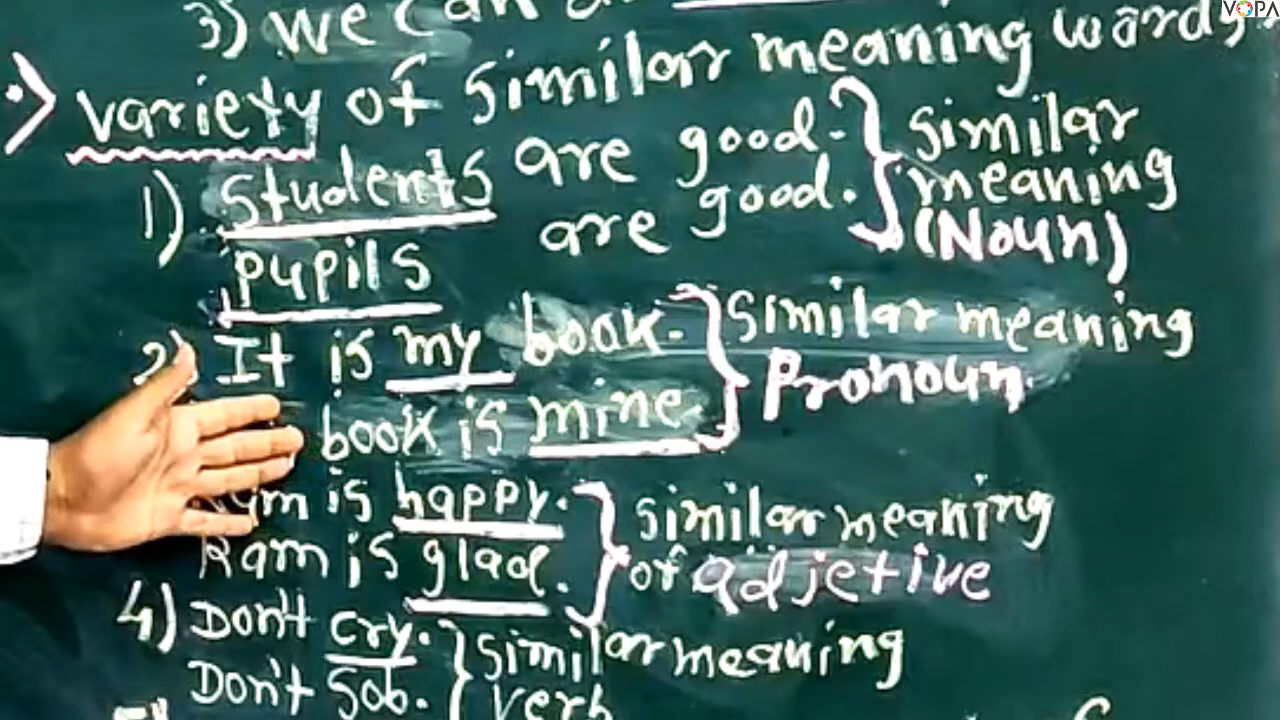 VOPA
3) We can
variety of similar meaning words
1) Students are good.
pupils are good.
similar meaning (Noun)
2) It is my book.
book is mine
similar meaning Pronoun.
Ram is happy.
Ram is glad.
similar meaning of adjetive
4) Don't cry.
Don't sob.
similar meaning verb